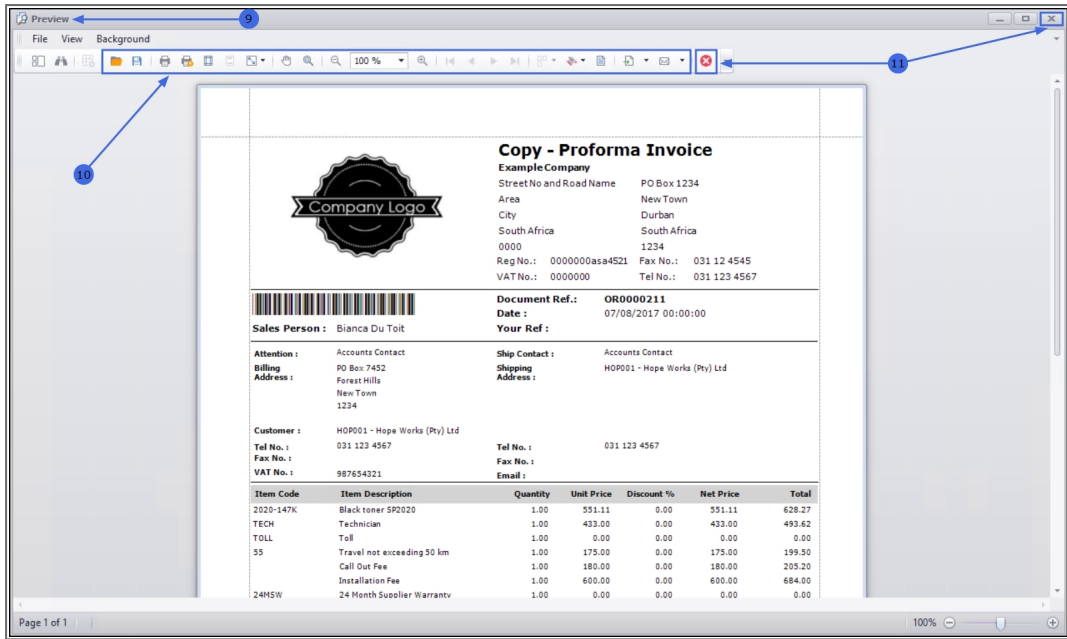 Preview
9
File View Background
100 %
11
10
Copy - Proforma Invoice
Company Logo
Example Company
Street No and Road Name PO Box 1234
Area New Town
City Durban
South Africa South Africa
0000 1234
Reg No.: 0000000asa4521 Fax No.: 031 12 4545
VAT No.: 0000000 Tel No.: 031 123 4567
Document Ref.: OR0000211
Date : 07/08/2017 00:00:00
Sales Person : Bianca Du Toit Your Ref :
Attention : Accounts Contact Ship Contact : Accounts Contact
Billing PO Box 7452 Shipping HOP001 - Hope Works (Pty) Ltd
Address : Forest Hills Address :
New Town
1234
Customer : HOP001 - Hope Works (Pty) Ltd
Tel No. : 031 123 4567 Tel No. : 031 123 4567
Fax No. : Fax No. :
VAT No. : 987654321 Email :
Item Code Item Description Quantity Unit Price Discount % Net Price Total
2020-147K Black toner SP2020 1.00 551.11 0.00 551.11 628.27
TECH Technician 1.00 433.00 0.00 433.00 493.62
TOLL Toll 1.00 0.00 0.00 0.00 0.00
55 Travel not exceeding 50 km 1.00 175.00 0.00 175.00 199.50
Call Out Fee 1.00 180.00 0.00 180.00 205.20
Installation Fee 1.00 600.00 0.00 600.00 684.00
24MSW 24 Month Supplier Warranty 1.00 0.00 0.00 0.00 0.00
Page 1 of 1 100%